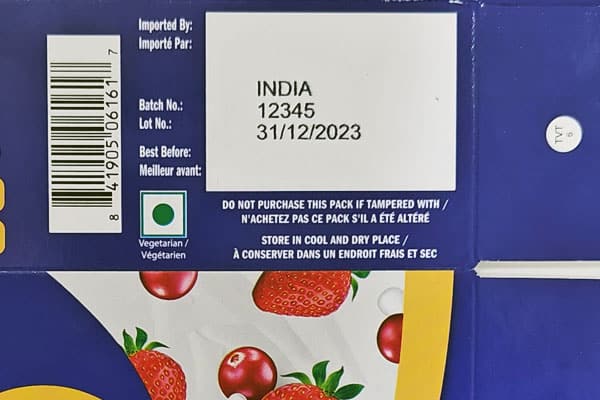 Imported By:
Importé Par:
INDIA
Batch No.:
Lot No.:
12345
Best Before:
Meilleur avant:
31/12/2023
8 41905 06161 7
Vegetarian /
Végétarien
DO NOT PURCHASE THIS PACK IF TAMPERED WITH /
N'ACHETEZ PAS CE PACK S'IL A ÉTÉ ALTÉRÉ
STORE IN COOL AND DRY PLACE /
À CONSERVER DANS UN ENDROIT FRAIS ET SEC
TVT
6